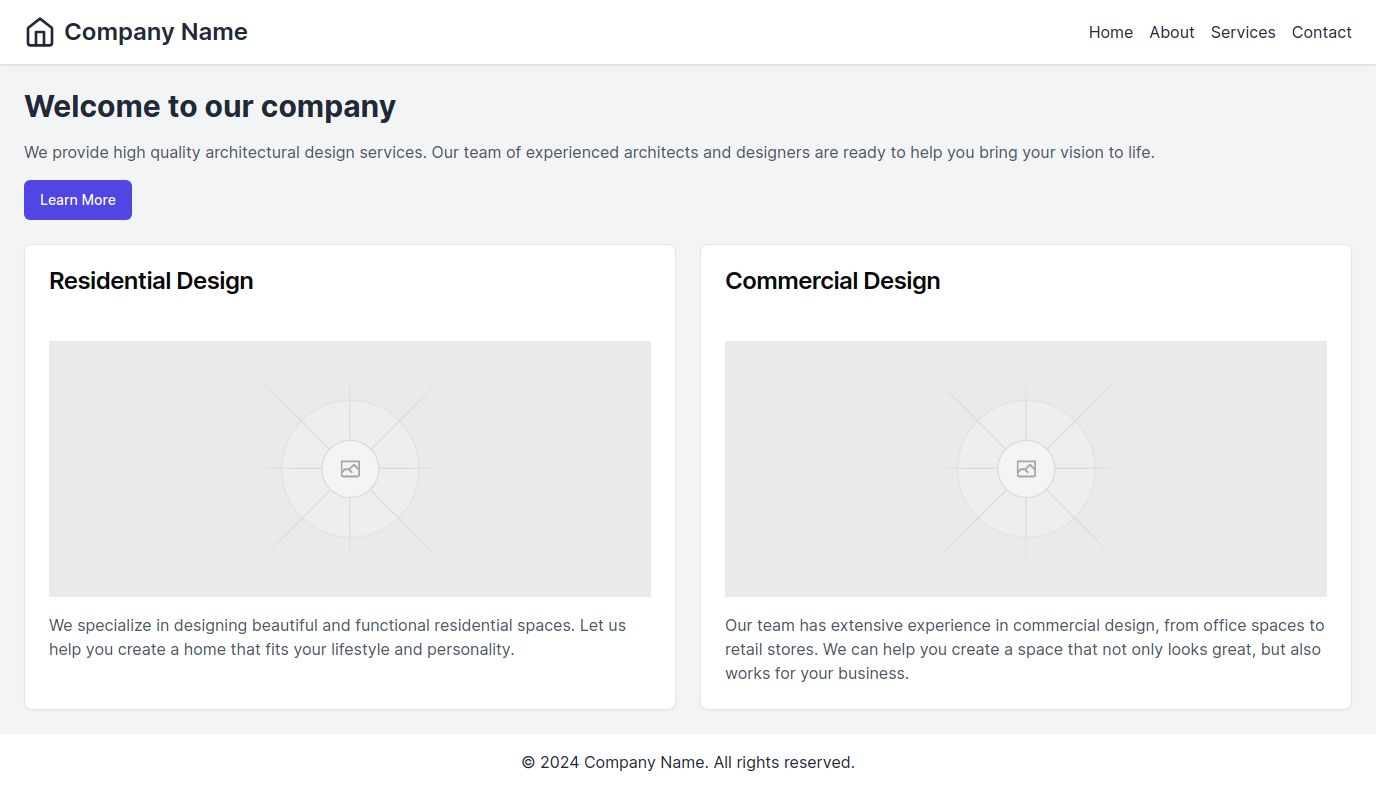 Company Name
Home About Services Contact
Welcome to our company
We provide high quality architectural design services. Our team of experienced architects and designers are ready to help you bring your vision to life.
Learn More
Residential Design
We specialize in designing beautiful and functional residential spaces. Let us
help you create a home that fits your lifestyle and personality.
Commercial Design
Our team has extensive experience in commercial design, from office spaces to
retail stores. We can help you create a space that not only looks great, but also
works for your business.
© 2024 Company Name. All rights reserved.